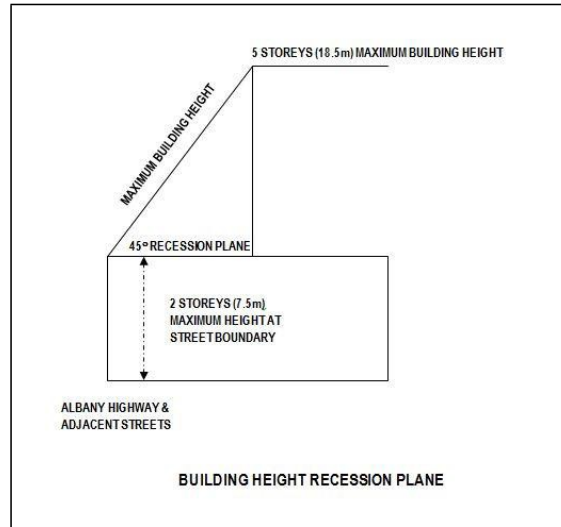 5 STOREYS (18.5m) MAXIMUM BUILDING HEIGHT
MAXIMUM BUILDING HEIGHT
45° RECESSION PLANE
2 STOREYS (7.5m)
MAXIMUM HEIGHT AT
STREET BOUNDARY
ALBANY HIGHWAY &
ADJACENT STREETS
BUILDING HEIGHT RECESSION PLANE